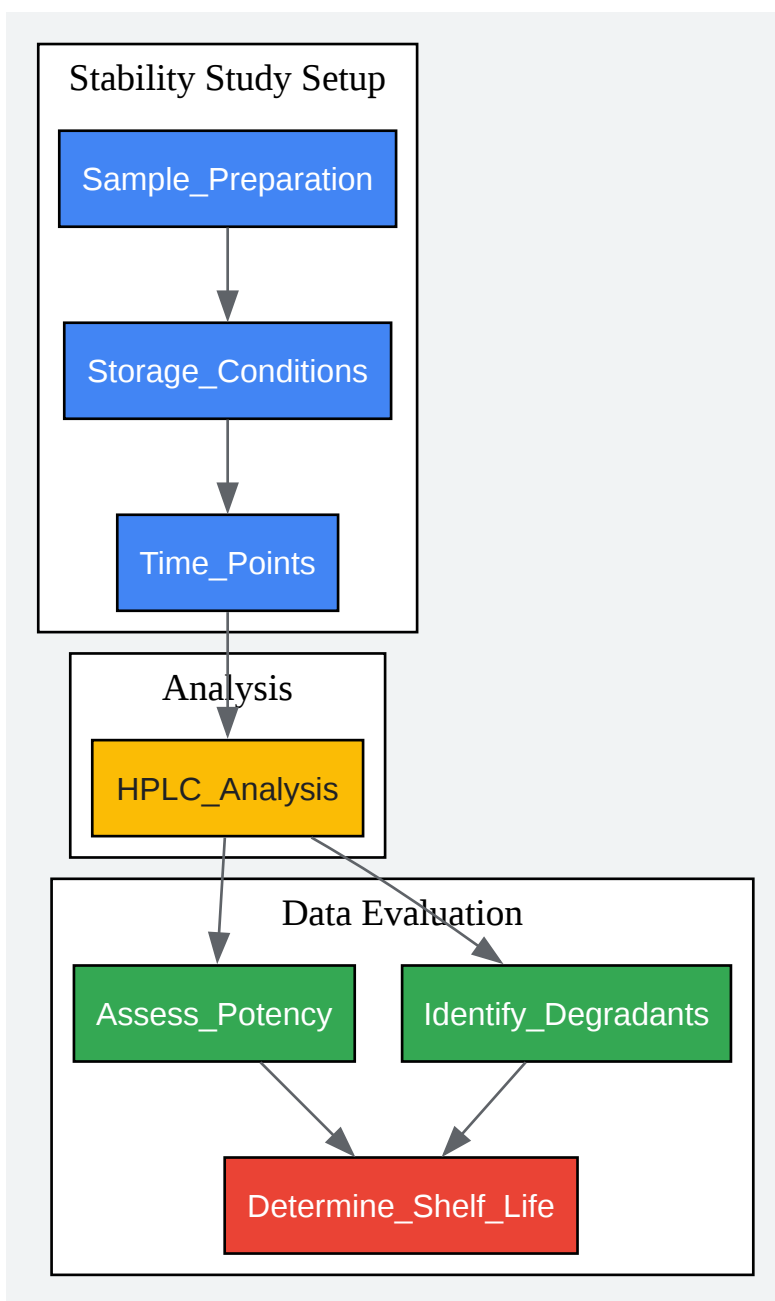 Stability Study Setup
Sample_Preparation
Storage_Conditions
Time_Points
Analysis
HPLC_Analysis
Data Evaluation
Assess_Potency
Identify_Degradants
Determine_Shelf_Life